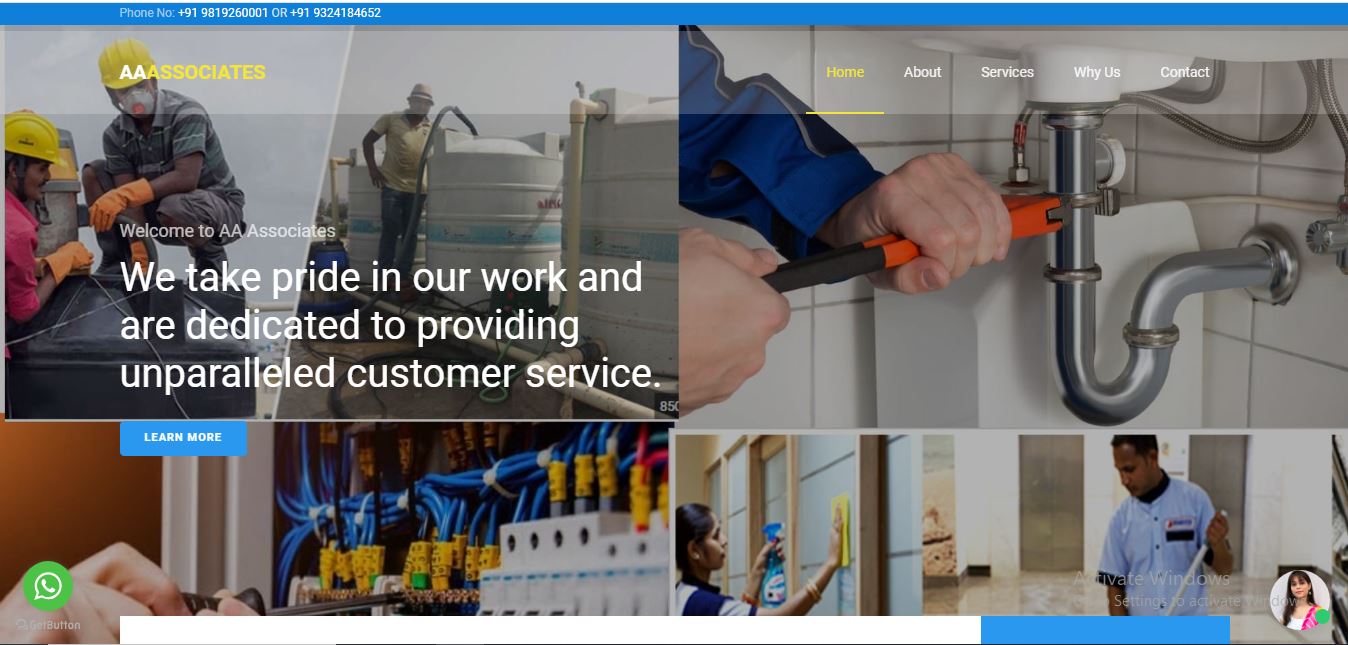 Phone No: +91 9819260001 OR +91 9324184652
AAASSOCIATES
Home About Services Why Us Contact
Welcome to AA Associates
We take pride in our work and
are dedicated to providing
unparalleled customer service.
850
LEARN MORE
Activate Windows
Go to Settings to activate Windows
GetButton